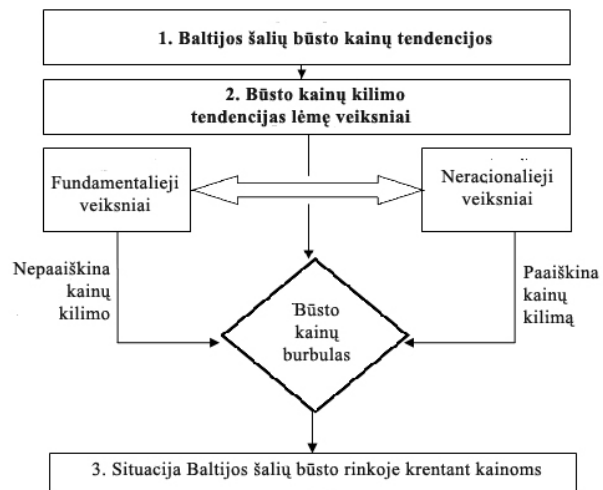 1. Baltijos šalių būsto kainų tendencijos
2. Būsto kainų kilimo
tendencijas lėmę veiksniai
Fundamentalieji
veiksniai
Neracionalieji
veiksniai
Nepaaiškina
kainų
kilimo
Paaiškina
kainų
kilimą
Būsto
kainų
burbulas
3. Situacija Baltijos šalių būsto rinkoje krentant kainoms